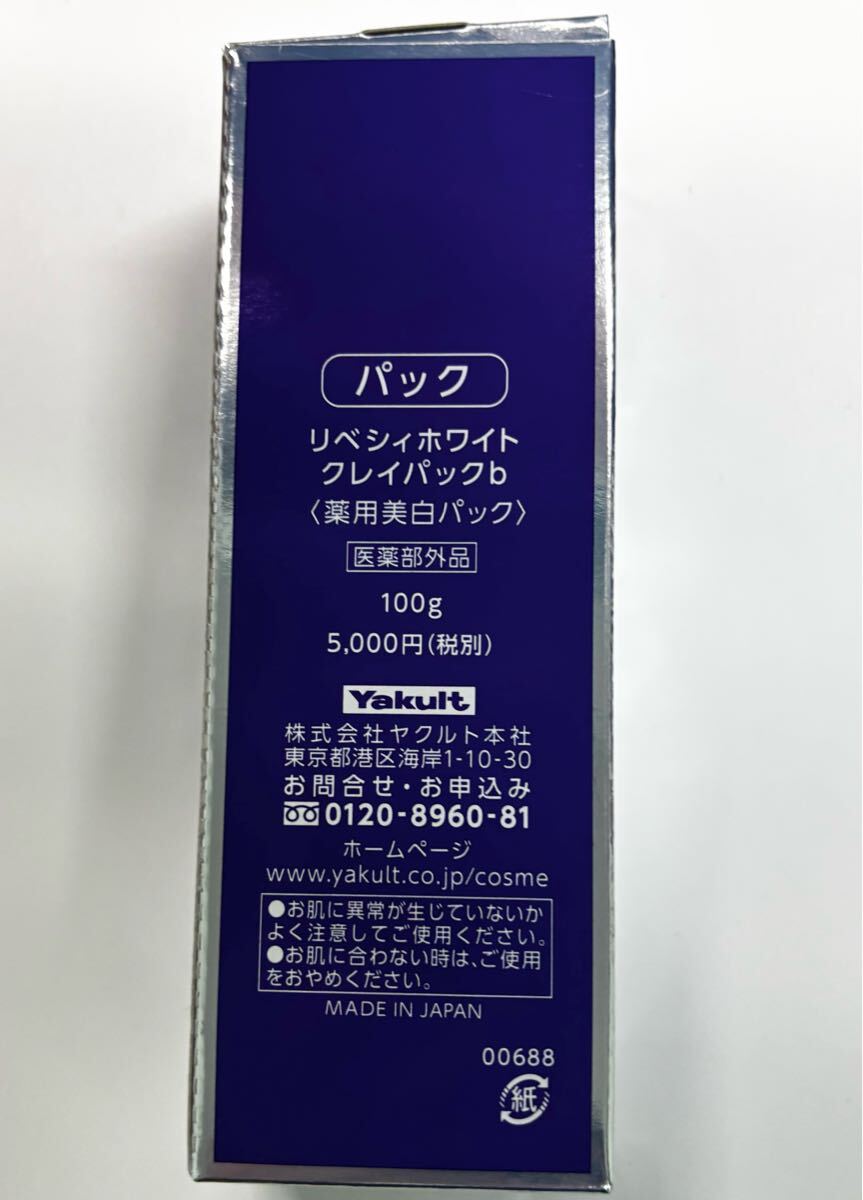 パック
リベシィホワイト
クレイパックb
〈薬用美白パック〉
医薬部外品
100g
5,000円(税別)
Yakult
株式会社ヤクルト本社
東京都港区海岸1-10-30
お問合せ・お申込み
0120-8960-81
ホームページ
www.yakult.co.jp/cosme
●お肌に異常が生じていないか
よく注意してご使用ください。
●お肌に合わない時は、ご使用
をおやめください。
MADE IN JAPAN
00688
紙